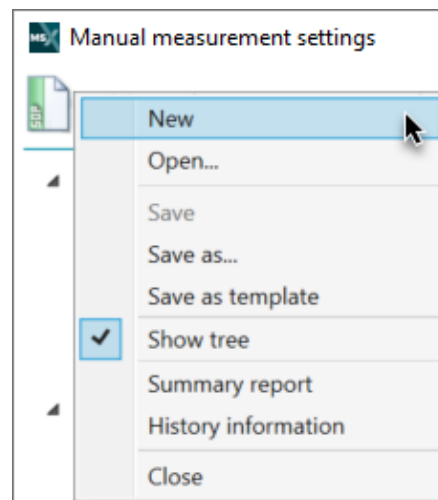 MSX Manual measurement settings
SOP
New
Open...
Save
Save as...
Save as template
Show tree
Summary report
History information
Close